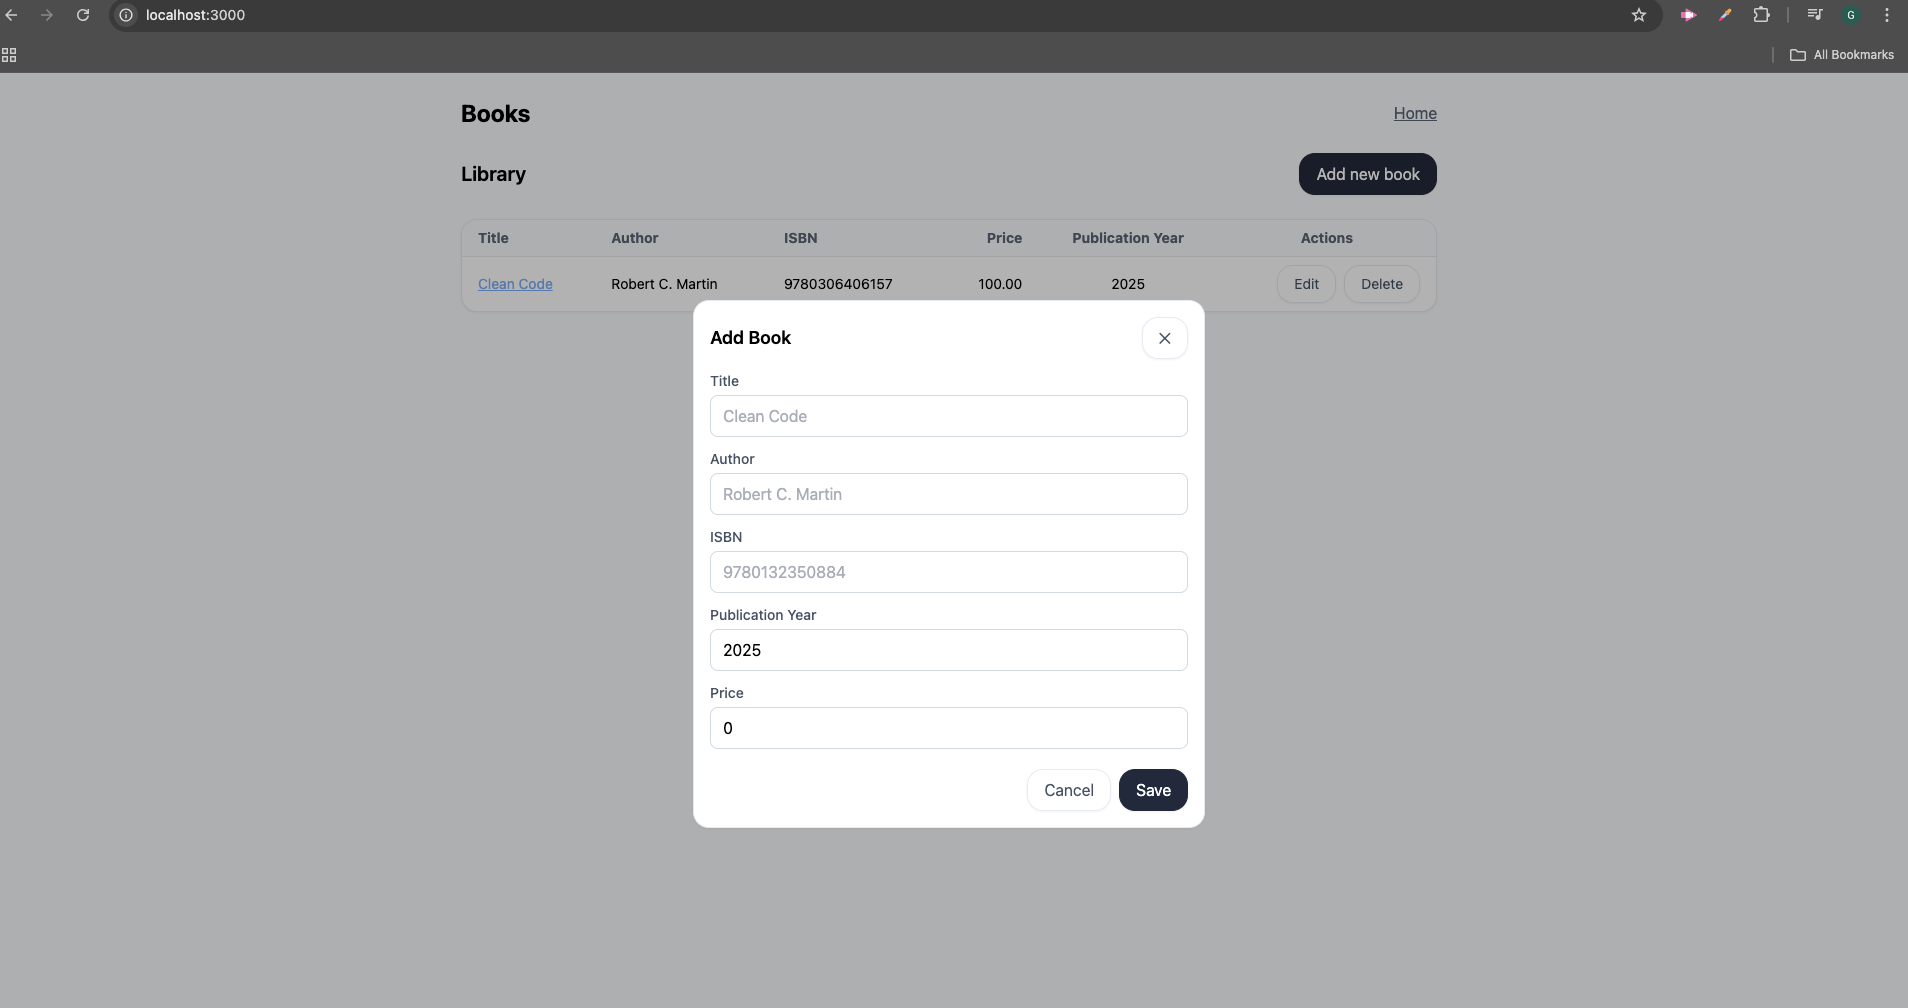 localhost:3000
G
All Bookmarks
Books
Home
Library
Add new book
Title Author ISBN Price Publication Year Actions
Clean Code Robert C. Martin 9780306406157 100.00 2025 Edit Delete
Add Book
Title
Clean Code
Author
Robert C. Martin
ISBN
9780132350884
Publication Year
2025
Price
0
Cancel Save